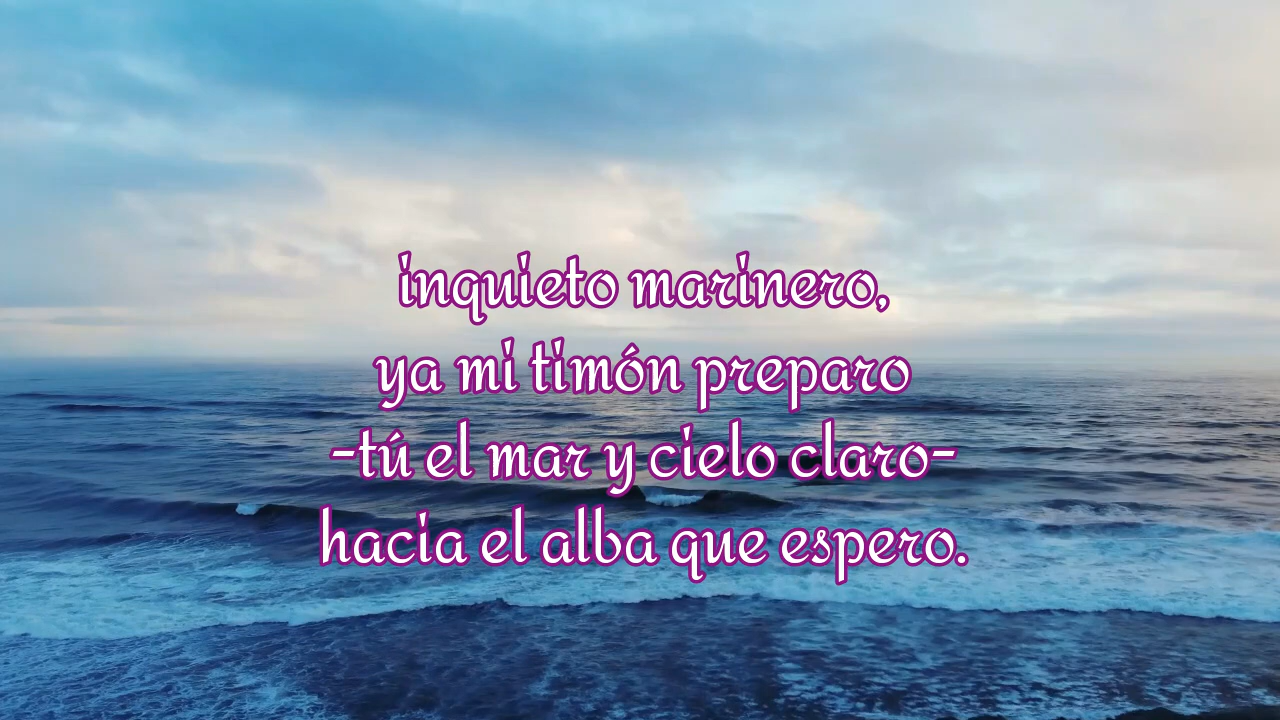 inquieto marinero,
ya mi timón preparo
-tú el mar y cielo claro-
hacia el alba que espero.